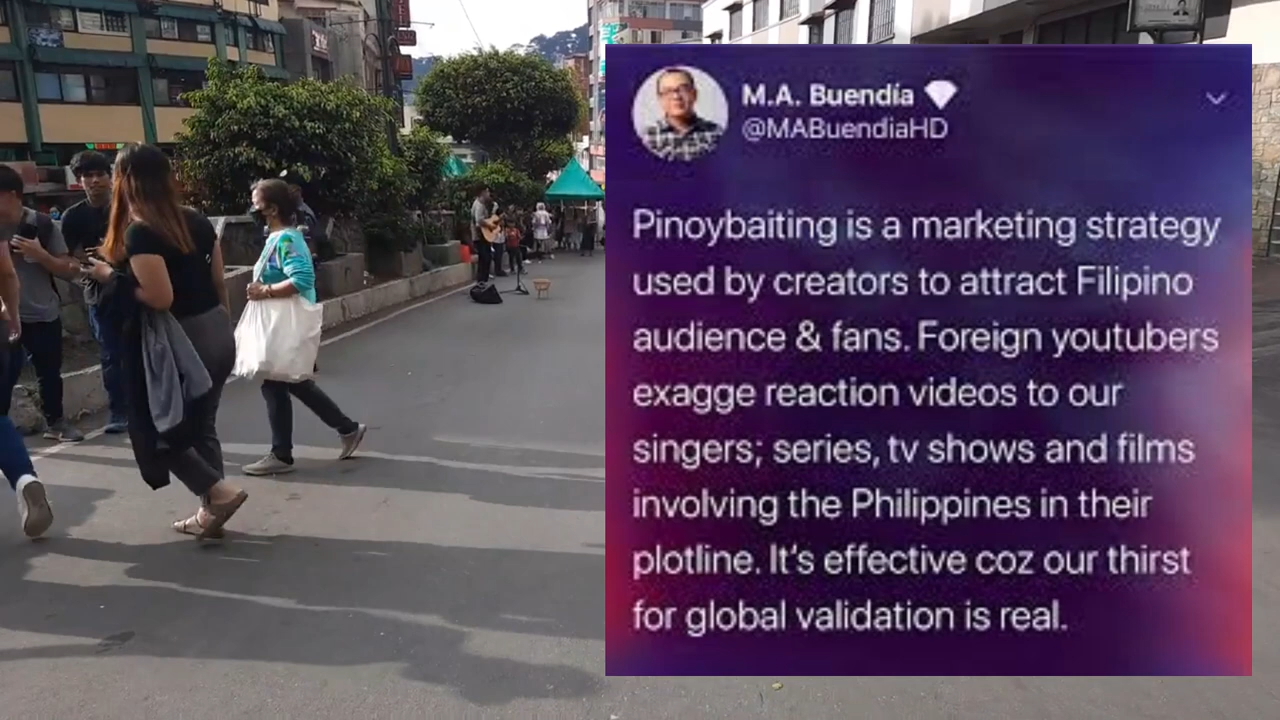 M.A. Buendía
@MABuendiaHD
Pinoybaiting is a marketing strategy
used by creators to attract Filipino
audience & fans. Foreign youtubers
exagge reaction videos to our
singers; series, tv shows and films
involving the Philippines in their
plotline. It's effective coz our thirst
for global validation is real.